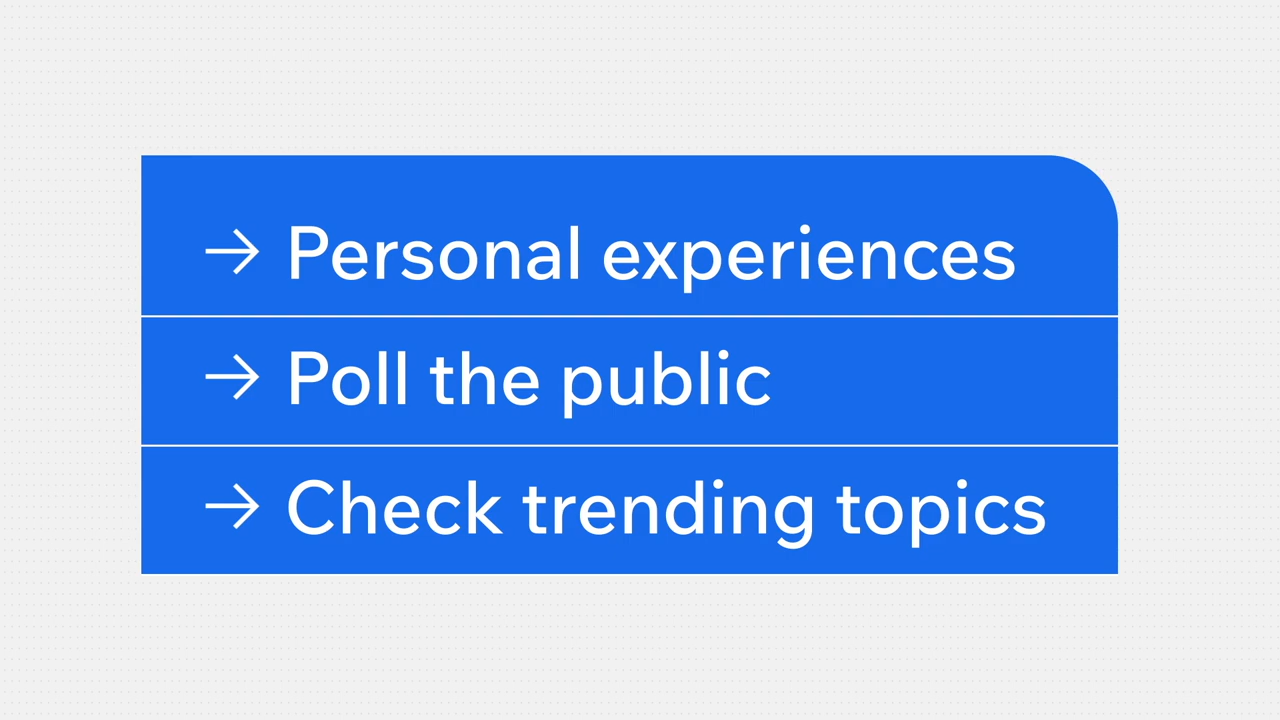 → Personal experiences
→ Poll the public
→ Check trending topics